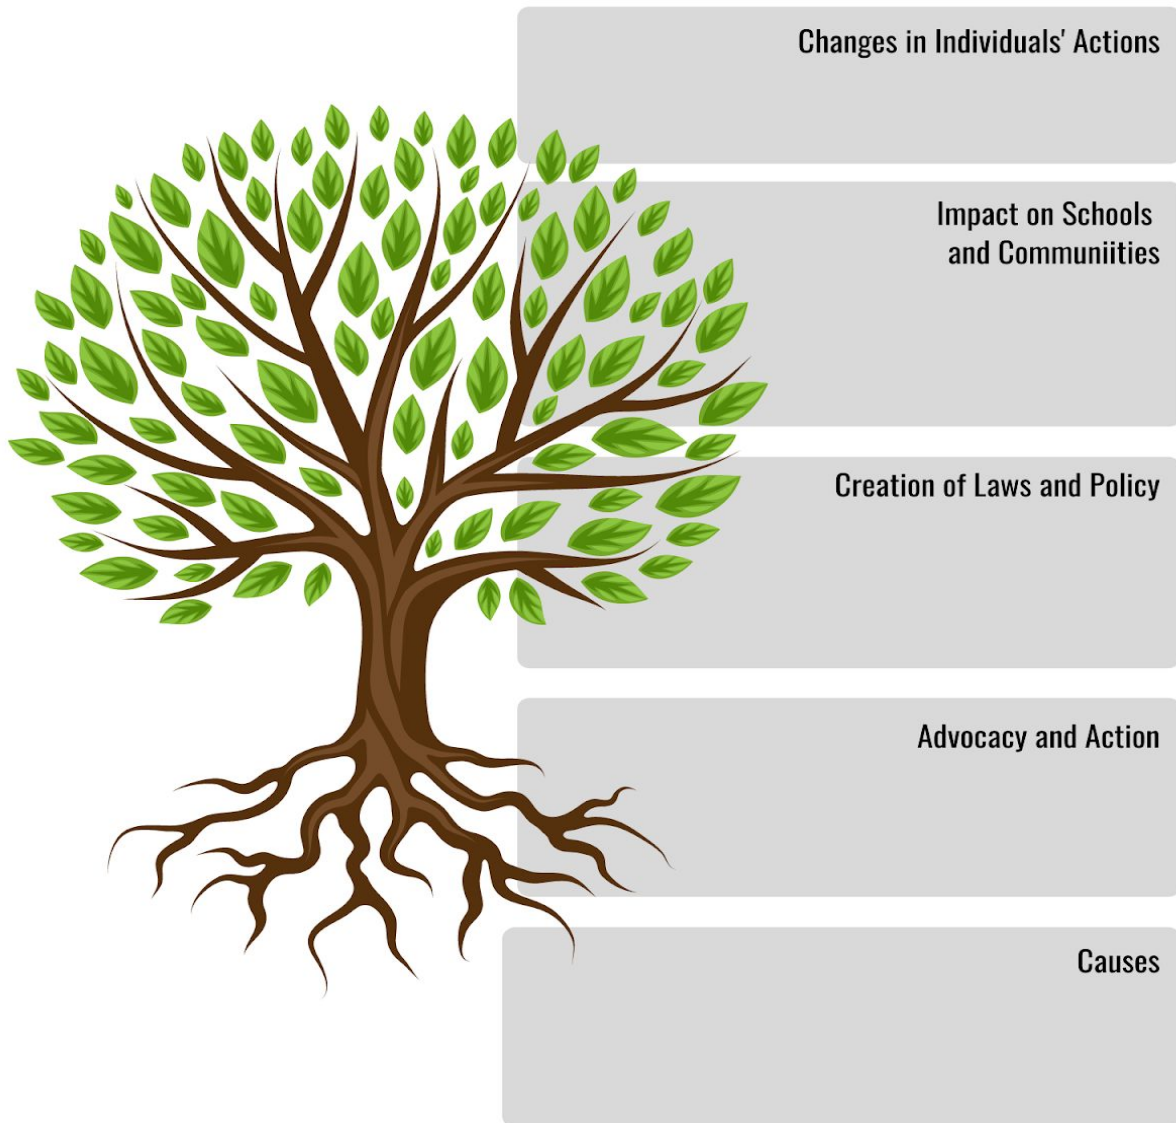 Changes in Individuals' Actions
Impact on Schools
and Communiities
Creation of Laws and Policy
Advocacy and Action
Causes